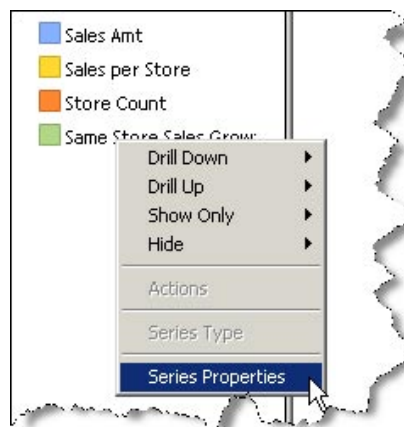 Sales Amt
Sales per Store
Store Count
Same Store Sales Grow
Drill Down
Drill Up
Show Only
Hide
Actions
Series Type
Series Properties